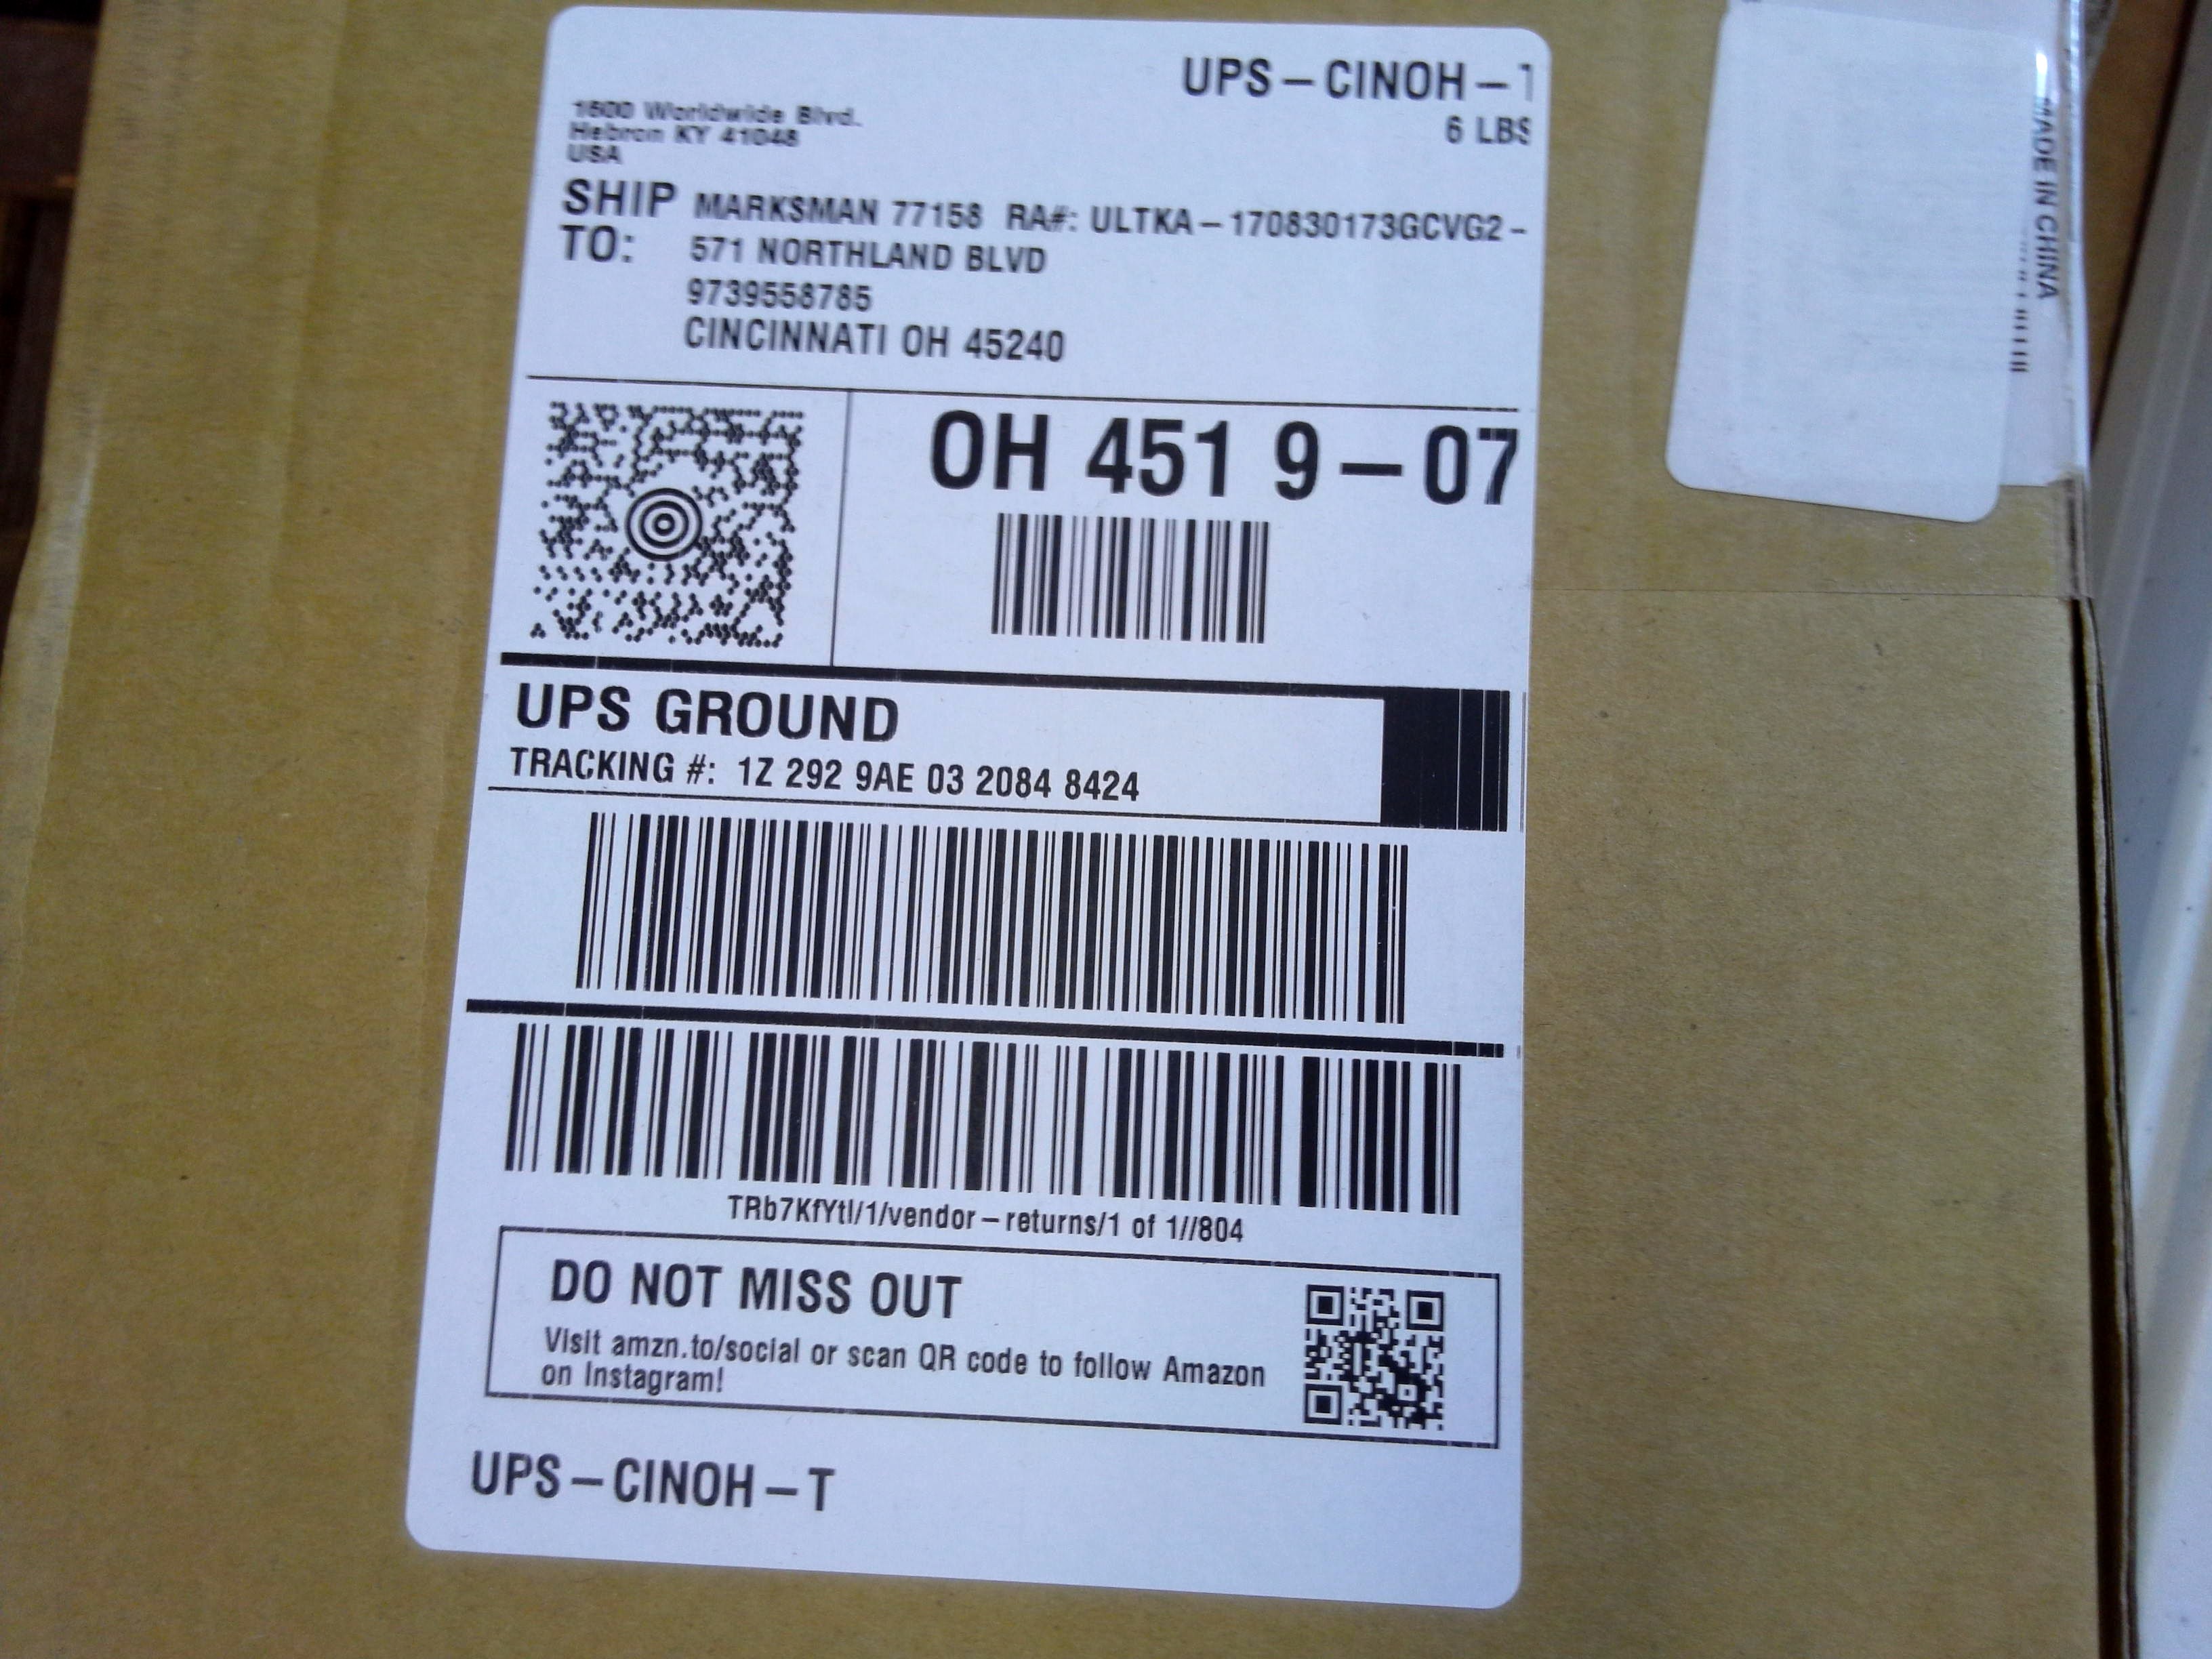 UPS – CINOH –
6 LBS
1600 Worldwide Blvd.
Hebron KY 41048
USA
SHIP TO:
MARKSMAN 77158 RA#: ULTKA – 170830173GCVG2 –
571 NORTHLAND BLVD
9739558785
CINCINNATI OH 45240
OH 451 9 – 07
UPS GROUND
TRACKING #: 1Z 292 9AE 03 2084 8424
TRb7KfYtl/1/vendor – returns/1 of 1//804
DO NOT MISS OUT
Visit amzn.to/social or scan QR code to follow Amazon
on Instagram!
UPS – CINOH – T
MADE IN CHINA